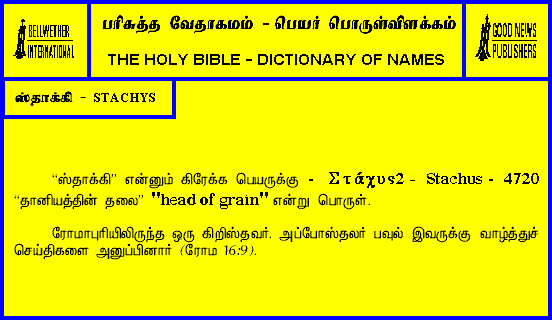 BELLWETHER
INTERNATIONAL
பரிசுத்த வேதாகமம் - பெயர் பொருள்விளக்கம்
THE HOLY BIBLE - DICTIONARY OF NAMES
GOOD NEWS
PUBLISHERS
ஸ்தாக்கி - STACHYS
“ஸ்தாக்கி” என்னும் கிரேக்க பெயருக்கு - Στάχυς2 - Stachus - 4720
“தானியத்தின் தலை” "head of grain" என்று பொருள்.
ரோமாபுரியிலிருந்த ஒரு கிறிஸ்தவர். அப்போஸ்தலர் பவுல் இவருக்கு வாழ்த்துச்
செய்திகளை அனுப்பினார் (ரோம 16:9).